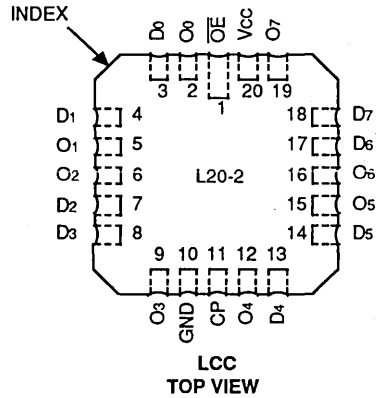 INDEX
D0 O0 OE VCC O7
3 2 1 20 19
D1 4 18 D7
O1 5 17 D6
O2 6 L20-2 16 O6
D2 7 15 O5
D3 8 14 D5
9 10 11 12 13
O3 GND CP O4 D4
LCC
TOP VIEW